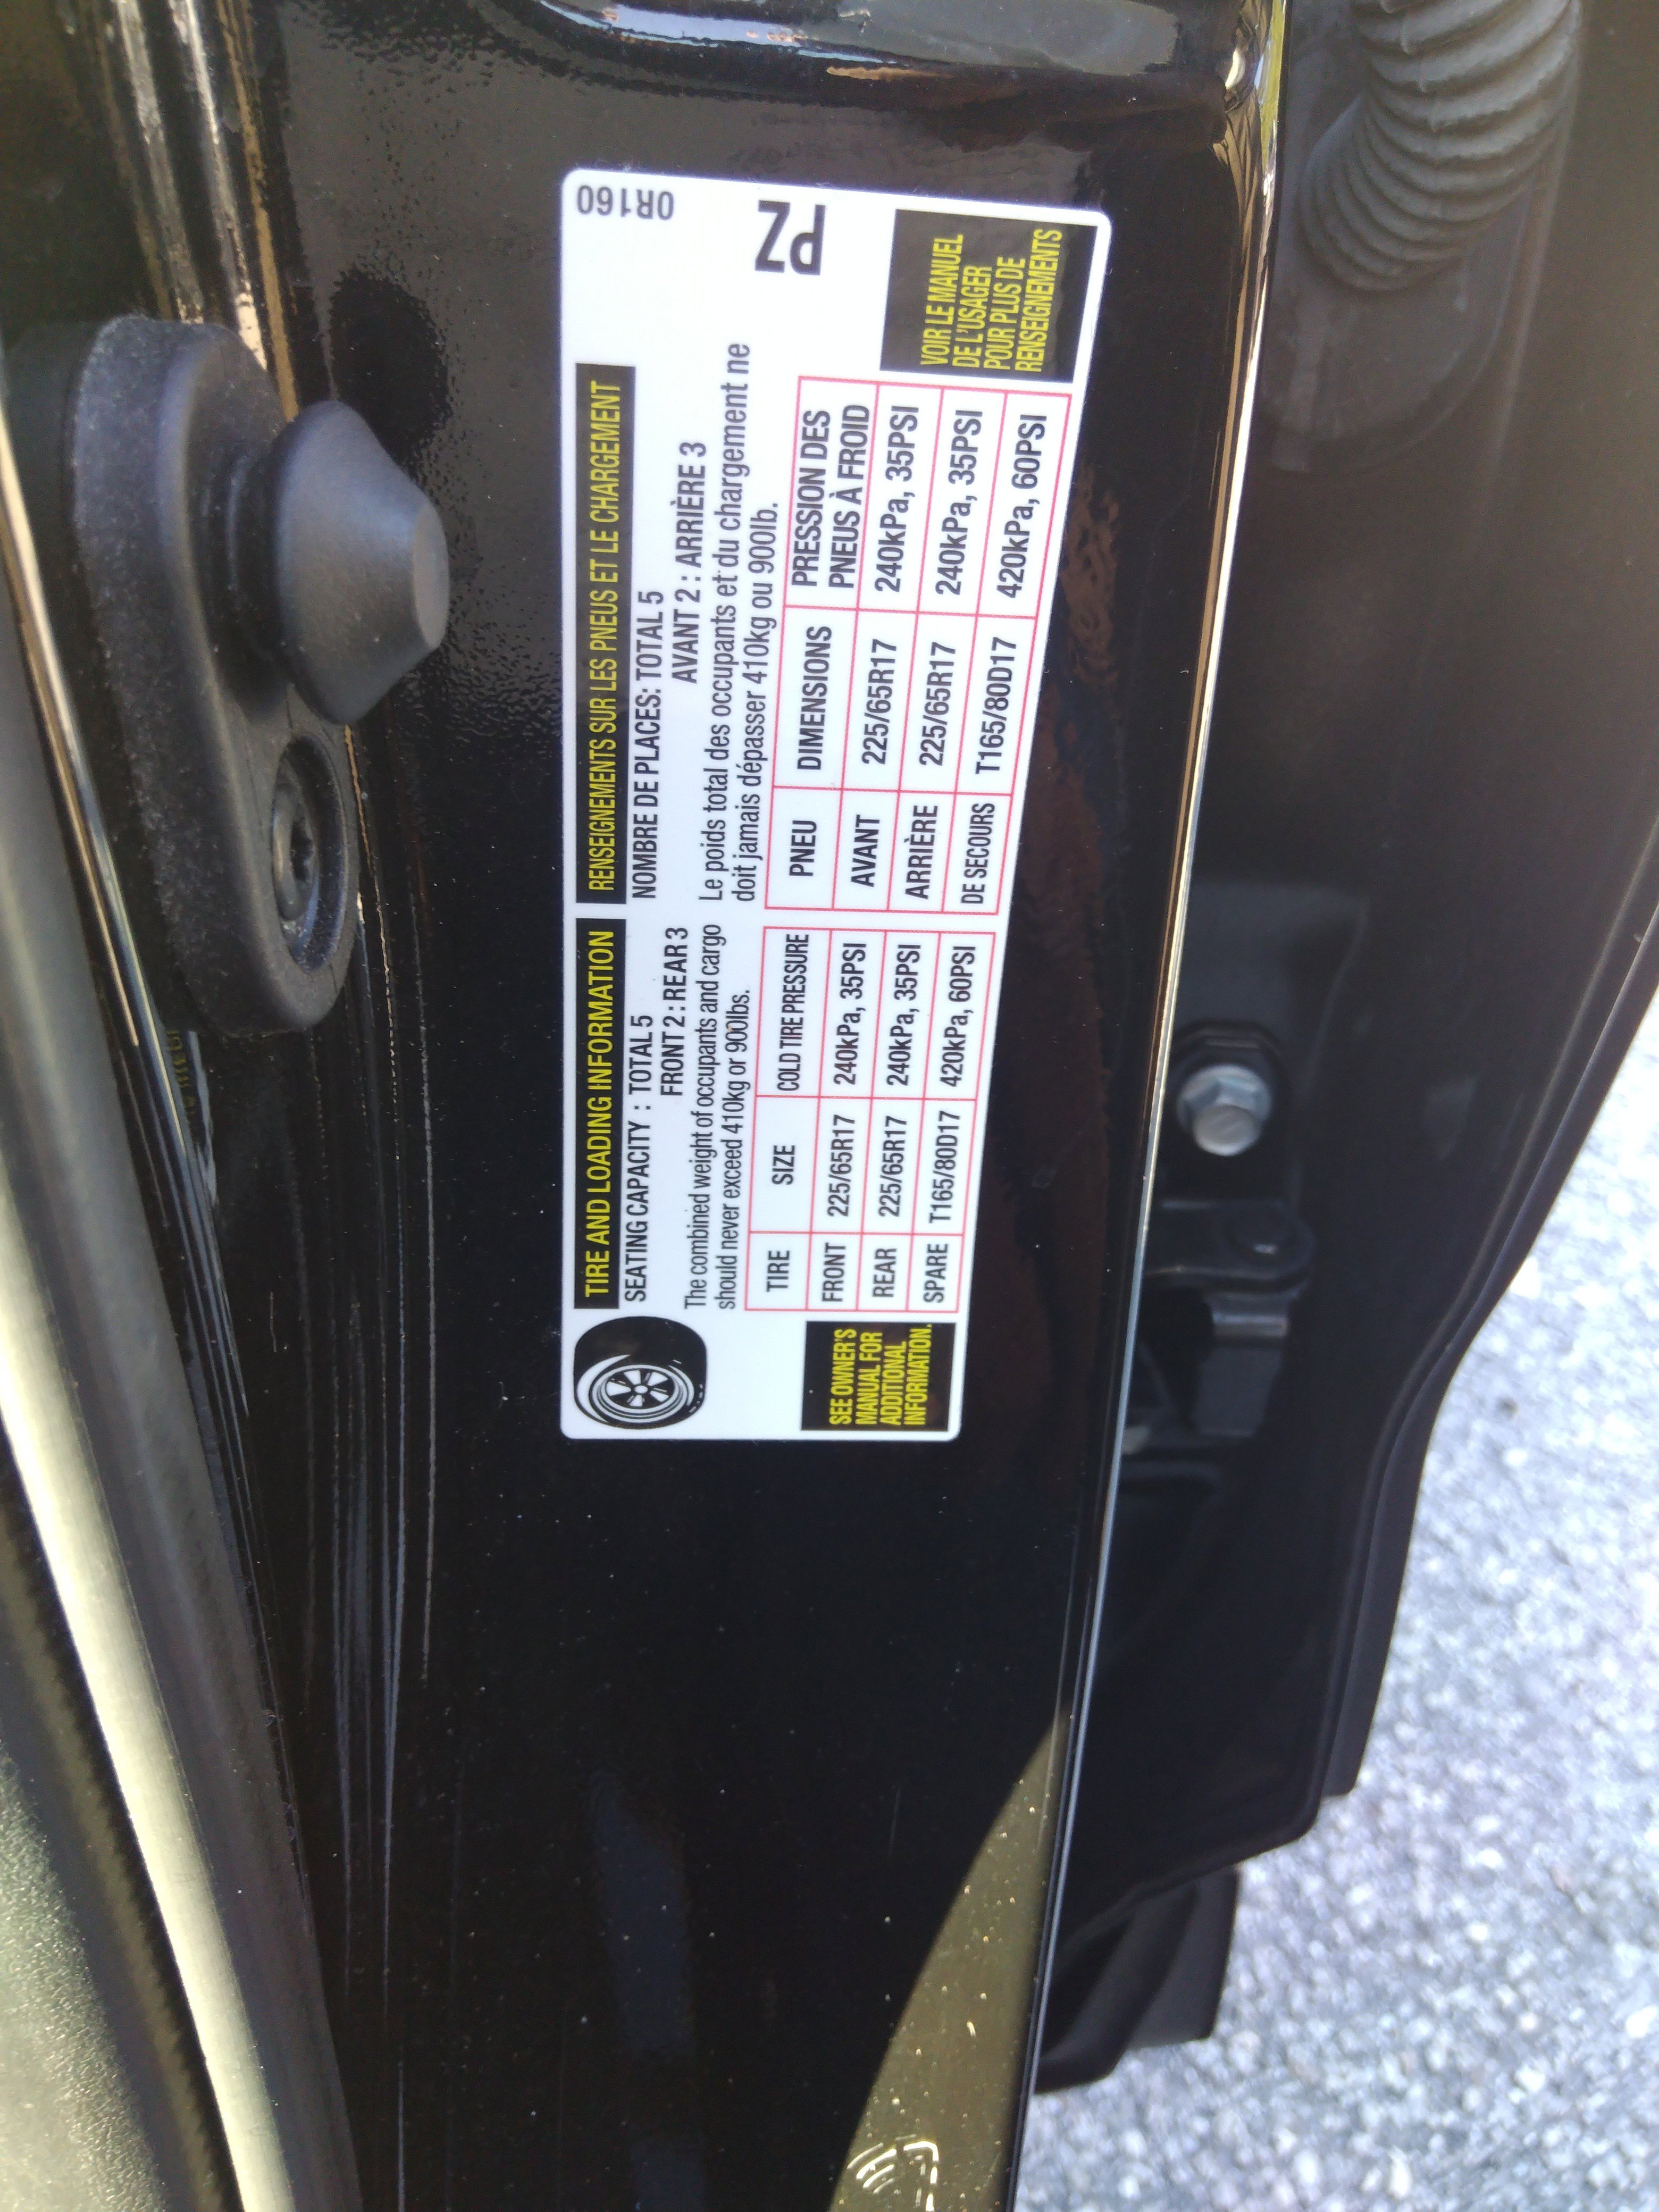 TIRE AND LOADING INFORMATION
SEATING CAPACITY : TOTAL 5
FRONT 2 : REAR 3
The combined weight of occupants and cargo
should never exceed 410kg or 900lbs.
TIRE SIZE COLD TIRE PRESSURE
FRONT 225/65R17 240kPa, 35PSI
REAR 225/65R17 240kPa, 35PSI
SPARE T165/80D17 420kPa, 60PSI
SEE OWNER'S
MANUAL FOR
ADDITIONAL
INFORMATION.
RENSEIGNEMENTS SUR LES PNEUS ET LE CHARGEMENT
NOMBRE DE PLACES: TOTAL 5
AVANT 2 : ARRIÈRE 3
Le poids total des occupants et du chargement ne
doit jamais dépasser 410kg ou 900lb.
PNEU DIMENSIONS PRESSION DES
PNEUS À FROID
AVANT 225/65R17 240kPa, 35PSI
ARRIÈRE 225/65R17 240kPa, 35PSI
DE SECOURS T165/80D17 420kPa, 60PSI
VOIR LE MANUEL
DE L'USAGER
POUR PLUS DE
RENSEIGNEMENTS
0R160
PZ